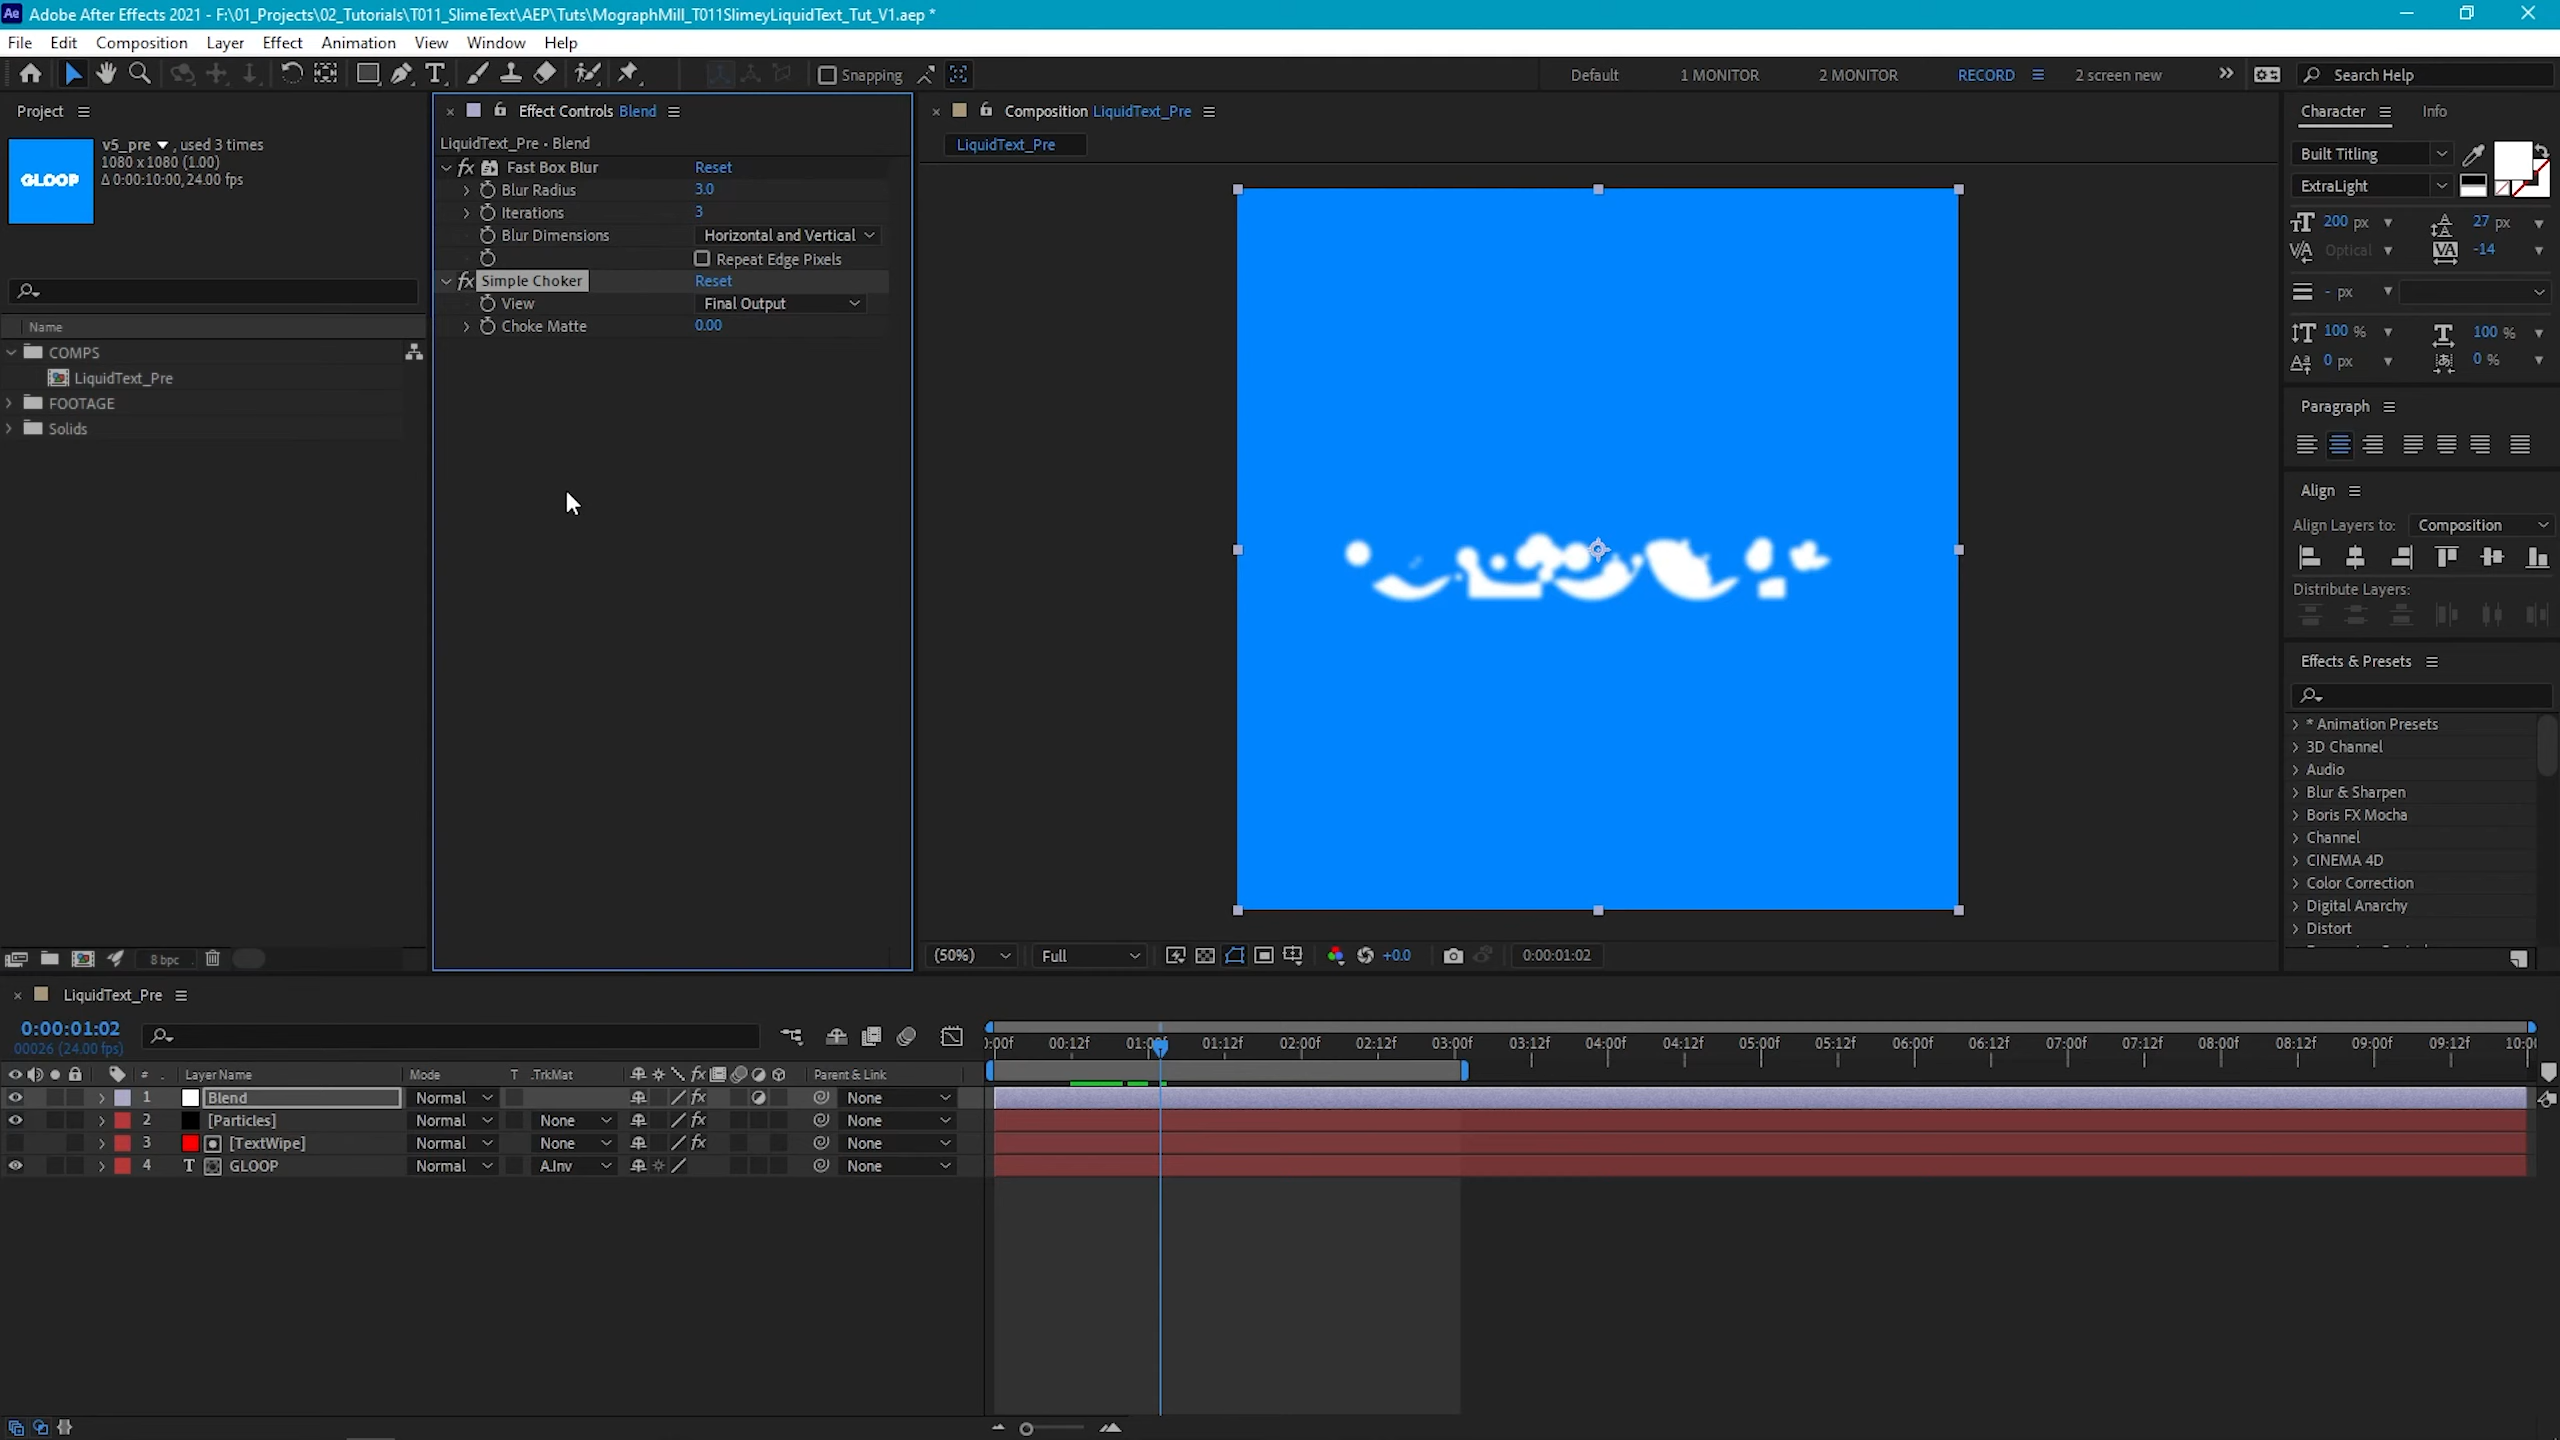 Ae Adobe After Effects 2021 - F:\01_Projects\02_Tutorials\T011_SlimeText\AEP\Tuts\MographMill_T011SlimeyLiquidText_Tut_V1.aep *
File Edit Composition Layer Effect Animation View Window Help
Snapping Default 1 MONITOR 2 MONITOR RECORD 2 screen new Search Help
Project
v5_pre , used 3 times
1080 x 1080 (1.00)
Δ 0:00:10:00, 24.00 fps
GLOOP
Name
COMPS
LiquidText_Pre
FOOTAGE
Solids
8 bpc
Effect Controls Blend
LiquidText_Pre • Blend
fx Fast Box Blur Reset
Blur Radius 3.0
Iterations 3
Blur Dimensions Horizontal and Vertical
Repeat Edge Pixels
fx Simple Choker Reset
View Final Output
Choke Matte 0.00
Composition LiquidText_Pre
LiquidText_Pre
(50%) Full +0.0 0:00:01:02
Character Info
Built Titling
ExtraLight
200 px 27 px
Optical -14
- px
100 % 100 %
0 px 0 %
Paragraph
Align
Align Layers to: Composition
Distribute Layers:
Effects & Presets
* Animation Presets
3D Channel
Audio
Blur & Sharpen
Boris FX Mocha
Channel
CINEMA 4D
Color Correction
Digital Anarchy
Distort
LiquidText_Pre
0:00:01:02
00026 (24.00 fps)
):00f 00:12f 01:00f 01:12f 02:00f 02:12f 03:00f 03:12f 04:00f 04:12f 05:00f 05:12f 06:00f 06:12f 07:00f 07:12f 08:00f 08:12f 09:00f 09:12f 10:0
# Layer Name Mode T .TrkMat fx Parent & Link
1 Blend Normal fx None
2 [Particles] Normal None fx None
3 [TextWipe] Normal None fx None
4 T GLOOP Normal A.Inv None